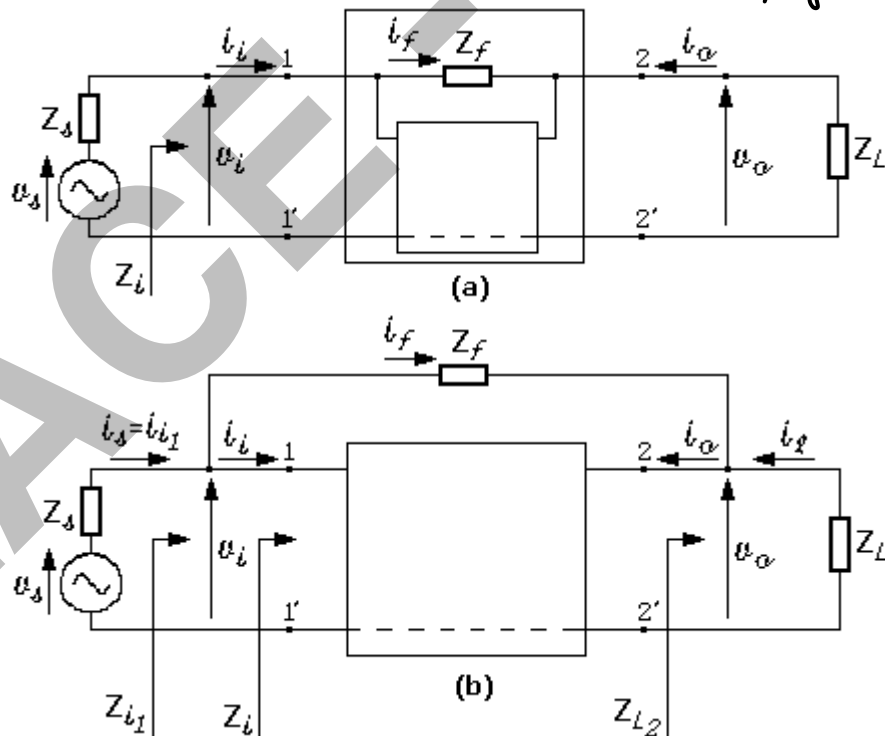 i_i 1 i_f Z_f 2 i_o
Z_s v_i v_o Z_L
v_s
1' 2'
Z_i
(a)
i_f Z_f
i_s=i_i1 i_i 1 2 i_o i_ℓ
Z_s v_i v_o Z_L
v_s
1' 2'
(b)
Z_i1 Z_i Z_L2
ACE -